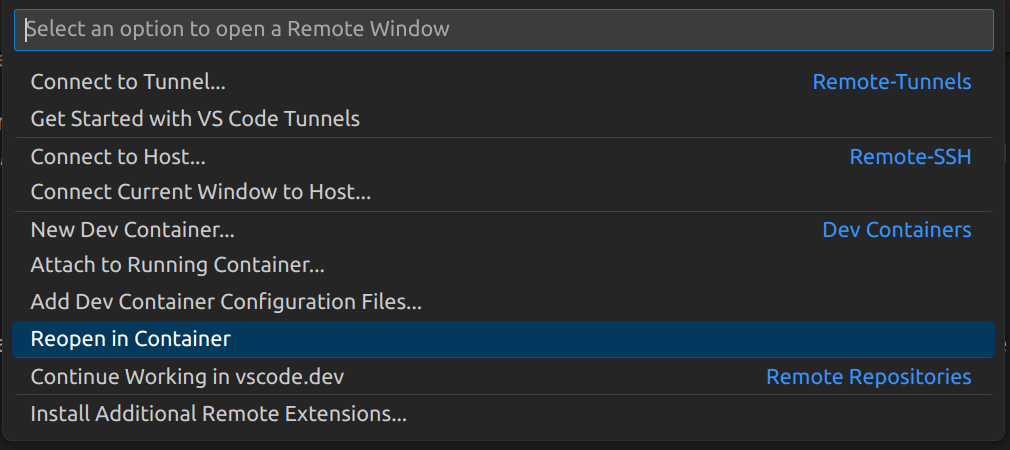 Select an option to open a Remote Window
Connect to Tunnel... Remote-Tunnels
Get Started with VS Code Tunnels
Connect to Host... Remote-SSH
Connect Current Window to Host...
New Dev Container... Dev Containers
Attach to Running Container...
Add Dev Container Configuration Files...
Reopen in Container
Continue Working in vscode.dev Remote Repositories
Install Additional Remote Extensions...